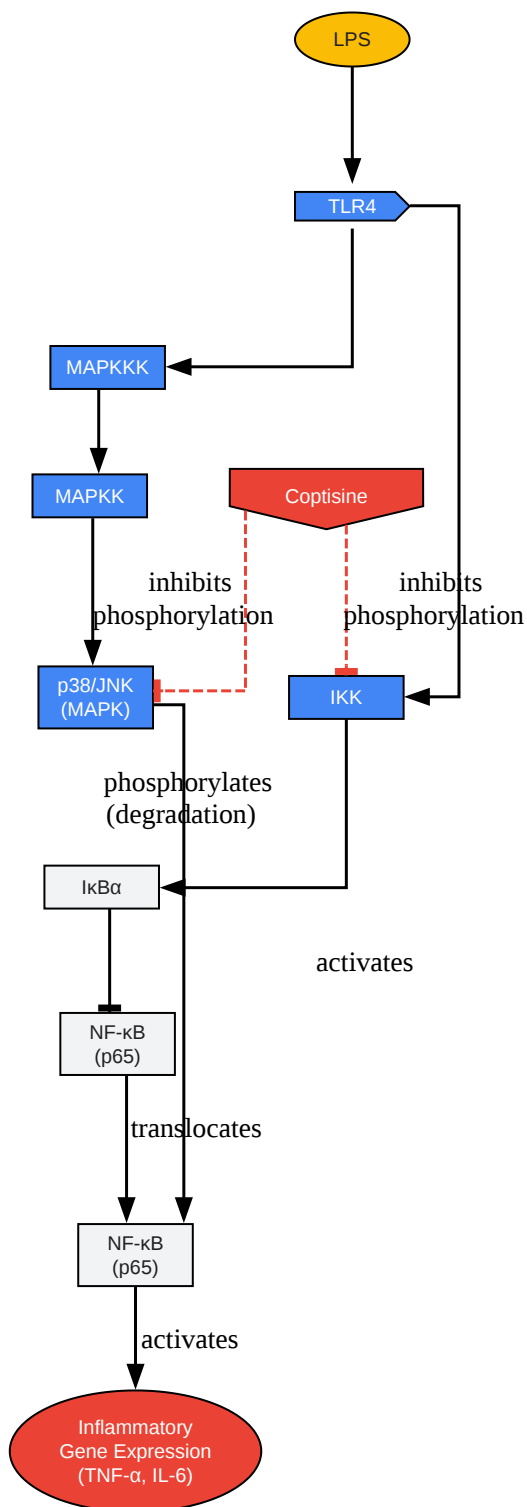 LPS
TLR4
MAPKKK
MAPKK
Coptisine
inhibits
phosphorylation
inhibits
phosphorylation
p38/JNK
(MAPK)
IKK
phosphorylates
(degradation)
IκBα
activates
NF-κB
(p65)
translocates
NF-κB
(p65)
activates
Inflammatory
Gene Expression
(TNF-α, IL-6)